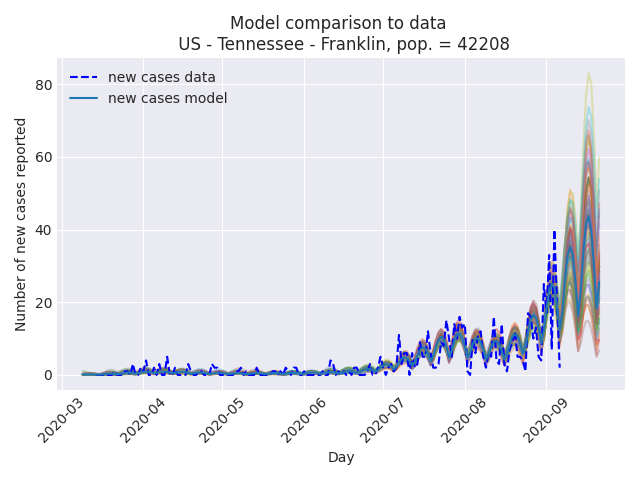 Model comparison to data
US - Tennessee - Franklin, pop. = 42208
new cases data
new cases model
Number of new cases reported
80
60
40
20
0
2020-03
2020-04
2020-05
2020-06
2020-07
2020-08
2020-09
Day